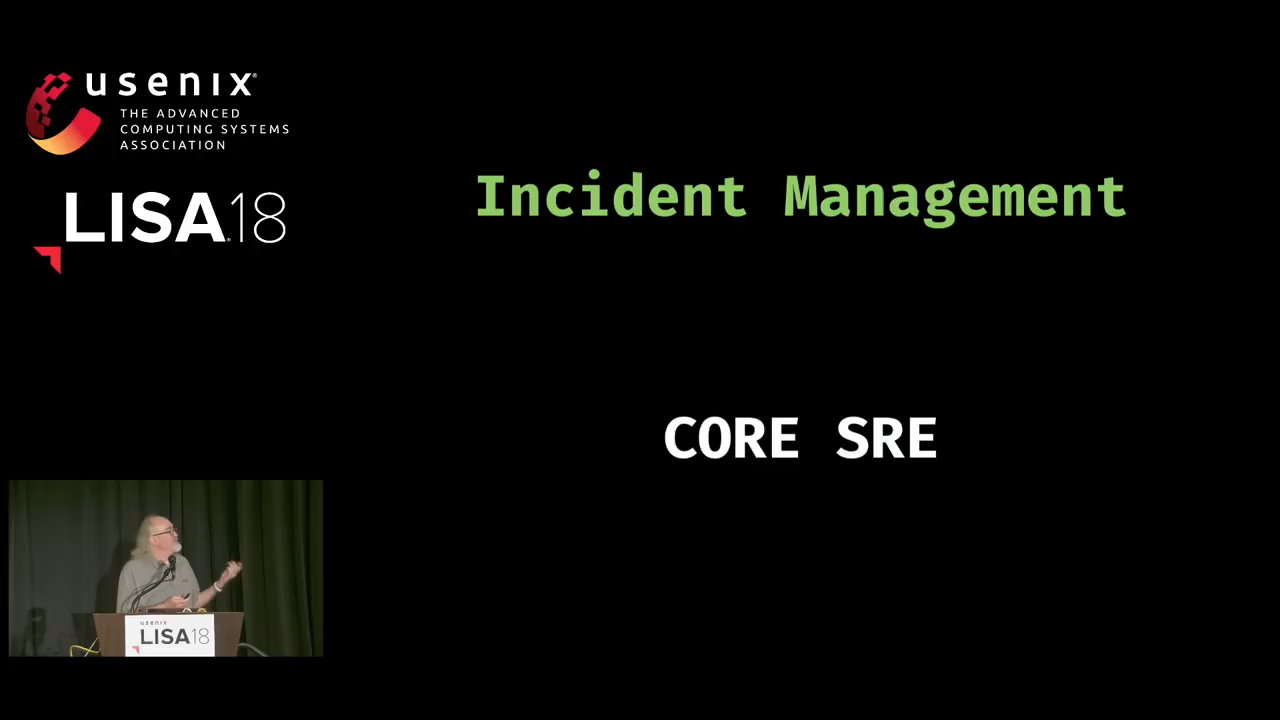 usenix®
THE ADVANCED
COMPUTING SYSTEMS
ASSOCIATION
LISA18
Incident Management
CORE SRE
usenix
LISA18